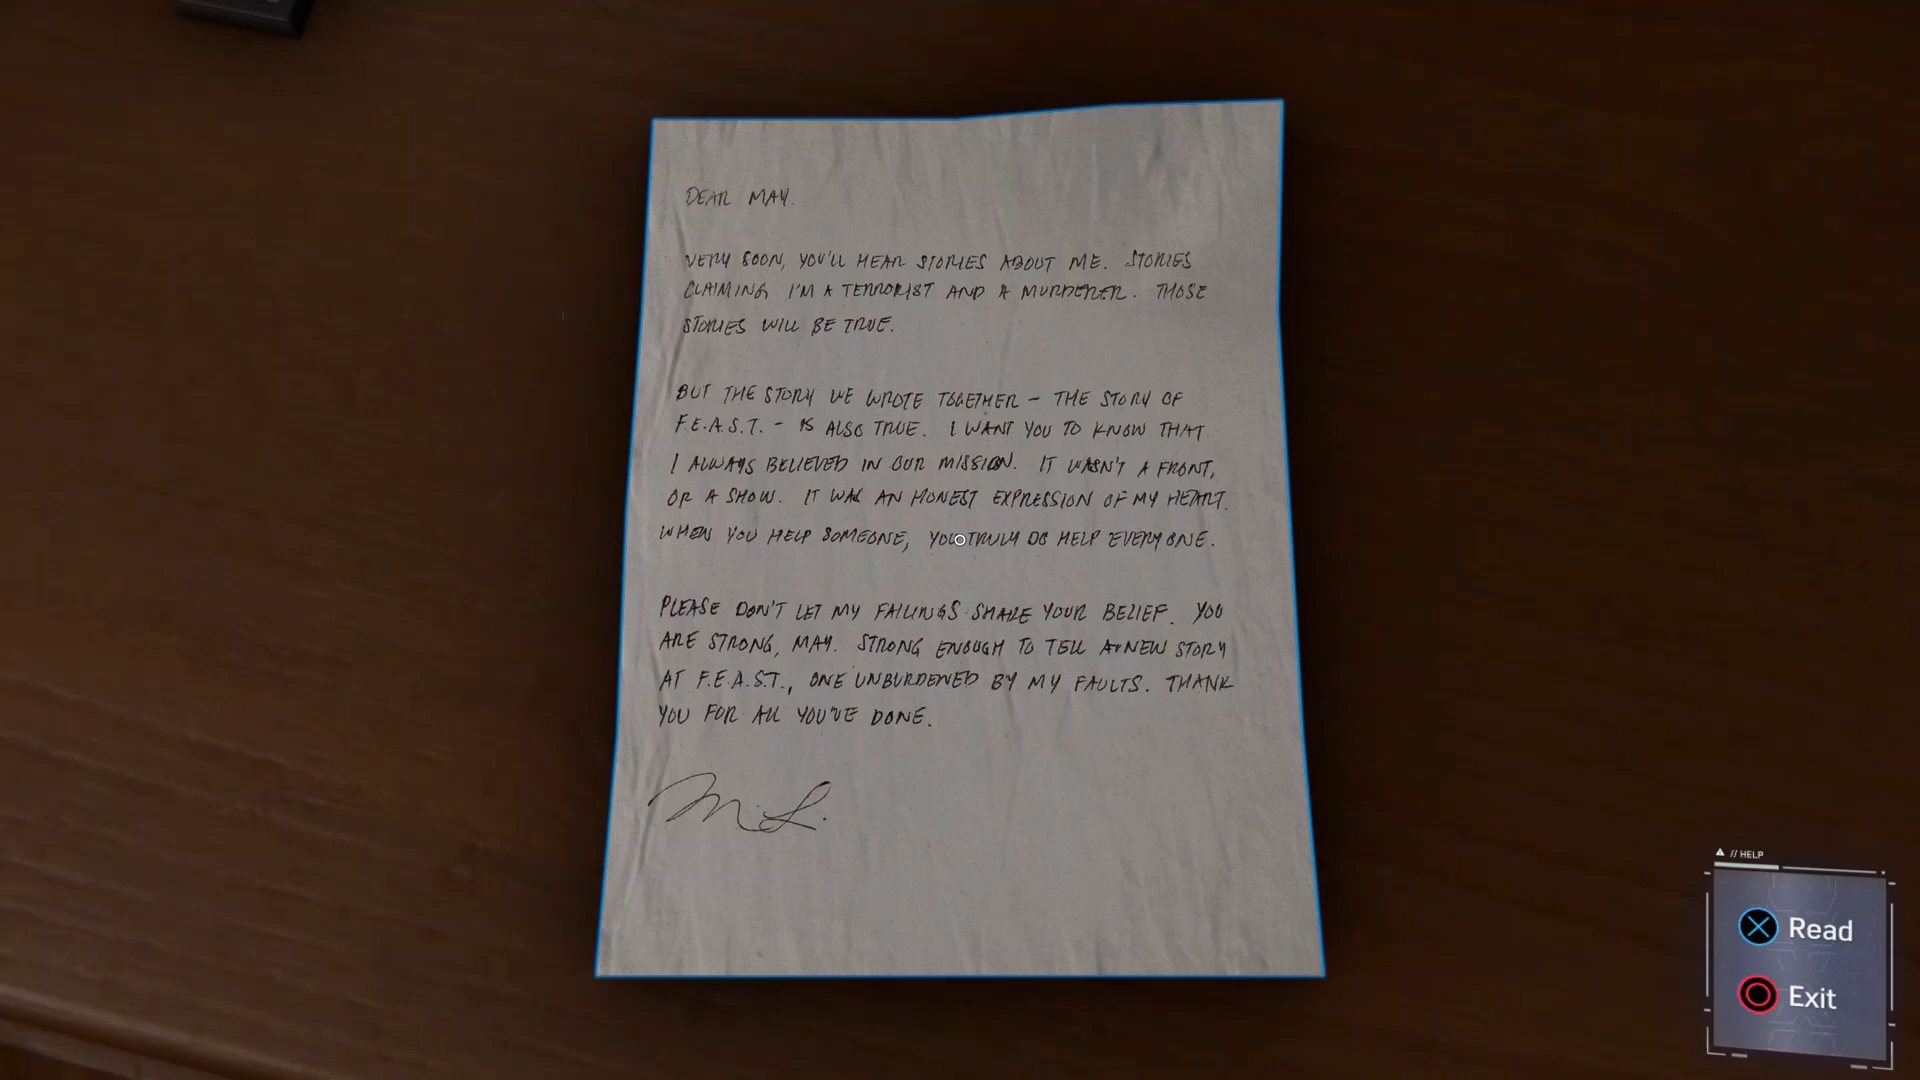 DEAR MAY.
VERY SOON, YOU'LL HEAR STORIES ABOUT ME. STORIES
CLAIMING I'M A TERRORIST AND A MURDERER. THOSE
STORIES WILL BE TRUE.
BUT THE STORY WE WROTE TOGETHER - THE STORY OF
F.E.A.S.T. - IS ALSO TRUE. I WANT YOU TO KNOW THAT
I ALWAYS BELIEVED IN OUR MISSION. IT WASN'T A FRONT,
OR A SHOW. IT WAS AN HONEST EXPRESSION OF MY HEART.
WHEN YOU HELP SOMEONE, YOU TRULY DO HELP EVERYONE.
PLEASE DON'T LET MY FAILINGS SHAKE YOUR BELIEF. YOU
ARE STRONG, MAY. STRONG ENOUGH TO TELL A NEW STORY
AT F.E.A.S.T., ONE UNBURDENED BY MY FAULTS. THANK
YOU FOR ALL YOU'VE DONE.
M.L.
// HELP
Read
Exit